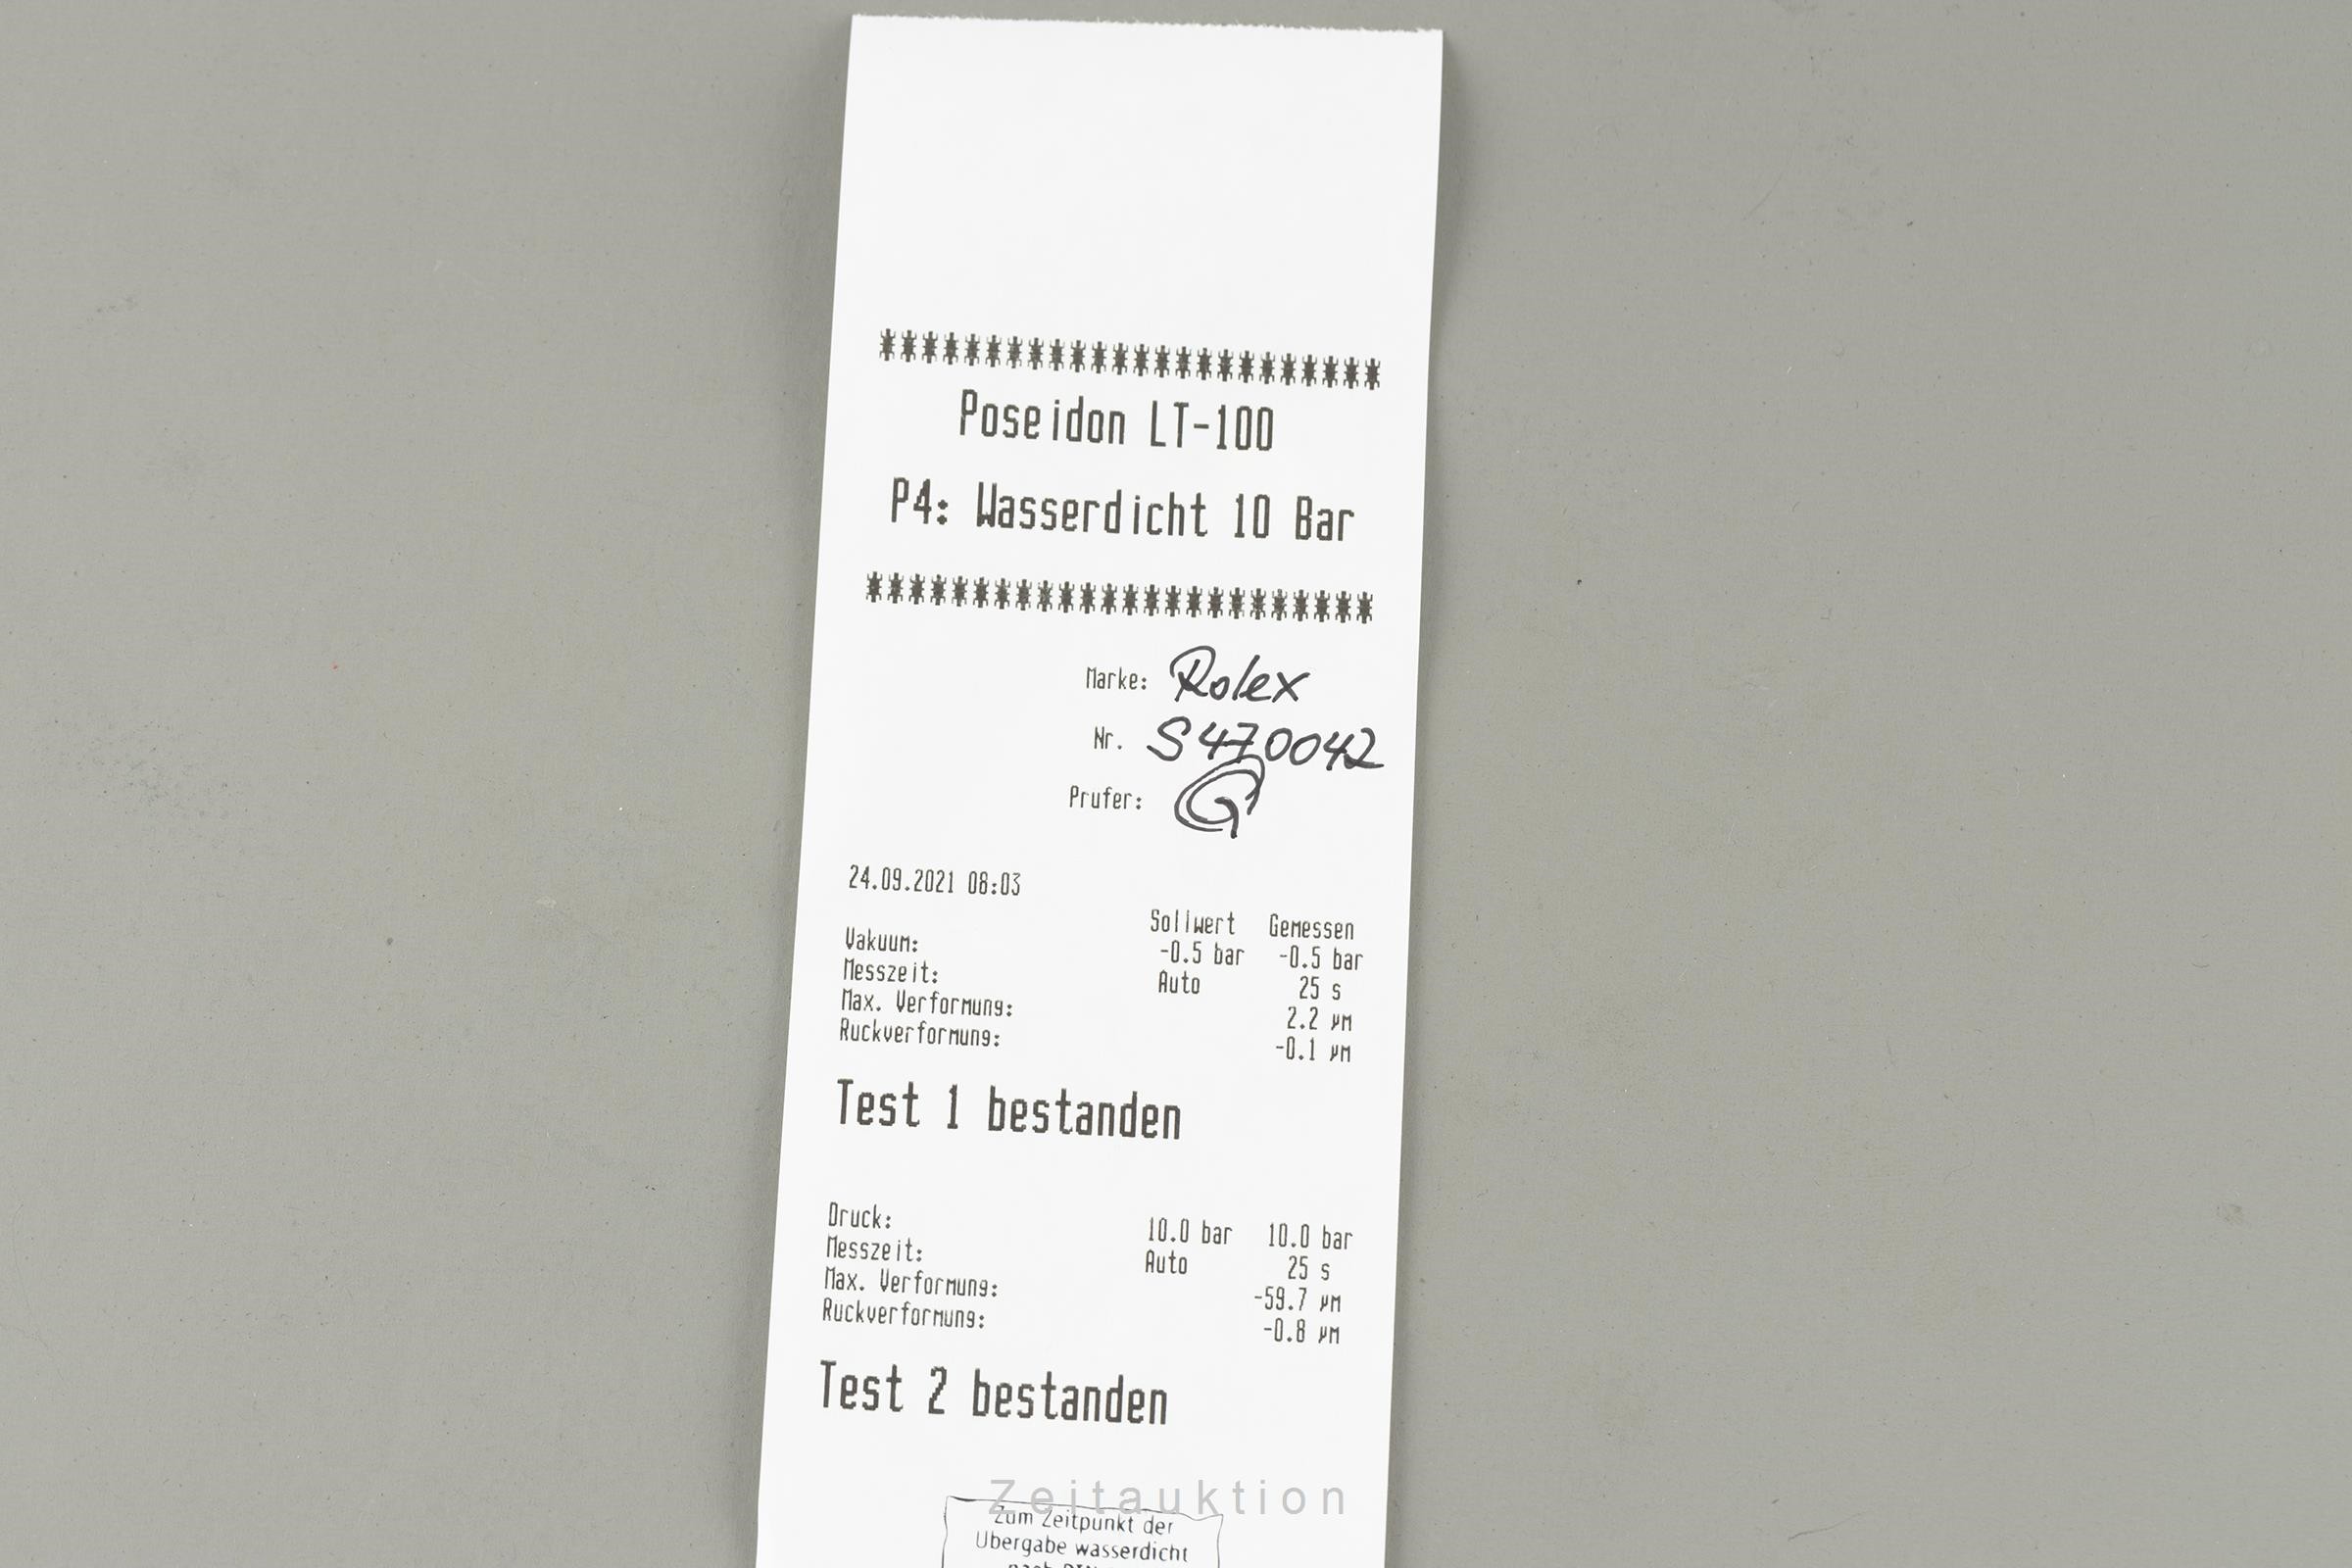 ************************
Poseidon LT-100
P4: Wasserdicht 10 Bar
************************
Marke: Rolex
Nr. S470042
Prufer: G
24.09.2021 08:03
Sollwert Gemessen
Vakuum: -0.5 bar -0.5 bar
Messzeit: Auto 25 s
Max. Verformung: 2.2 µm
Ruckverformung: -0.1 µm
Test 1 bestanden
Druck: 10.0 bar 10.0 bar
Messzeit: Auto 25 s
Max. Verformung: -59.7 µm
Ruckverformung: -0.8 µm
Test 2 bestanden
Zeitauktion
Zum Zeitpunkt der
Übergabe wasserdicht